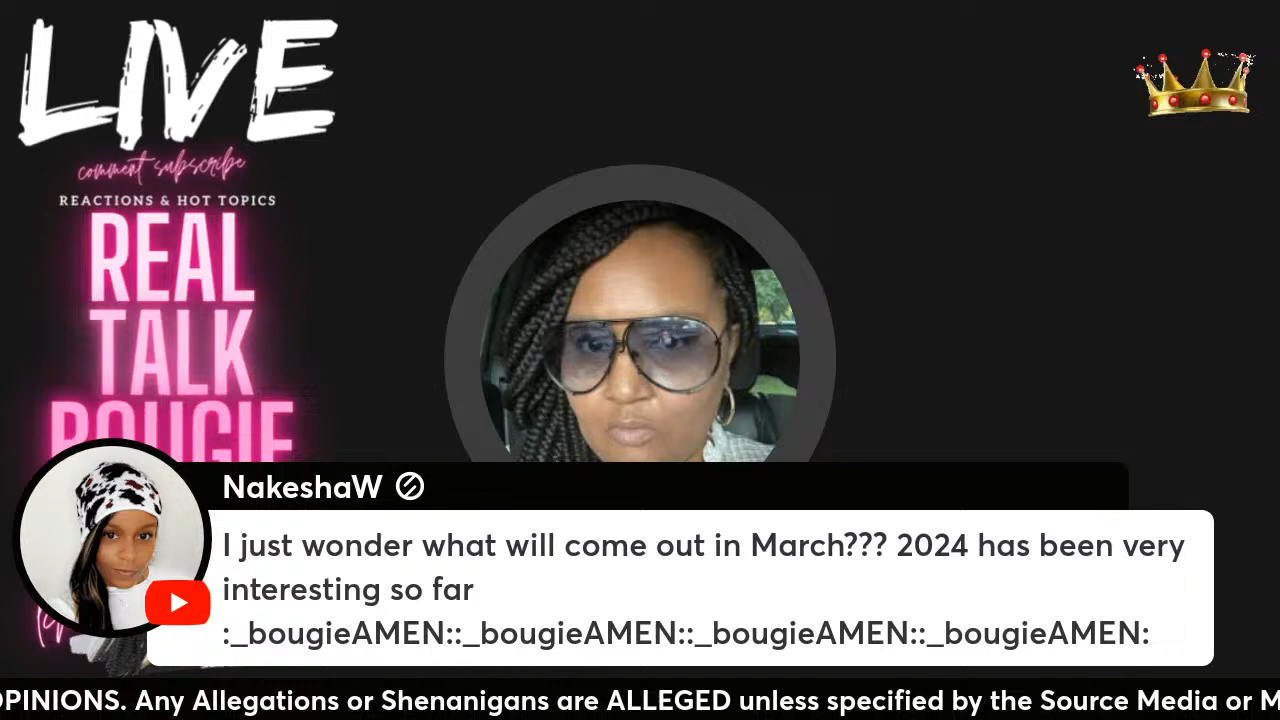 LIVE
comment subscribe
REACTIONS & HOT TOPICS
REAL
TALK
BOUGIE
NakeshaW
I just wonder what will come out in March??? 2024 has been very
interesting so far
:_bougieAMEN::_bougieAMEN::_bougieAMEN::_bougieAMEN:
OPINIONS. Any Allegations or Shenanigans are ALLEGED unless specified by the Source Media or M